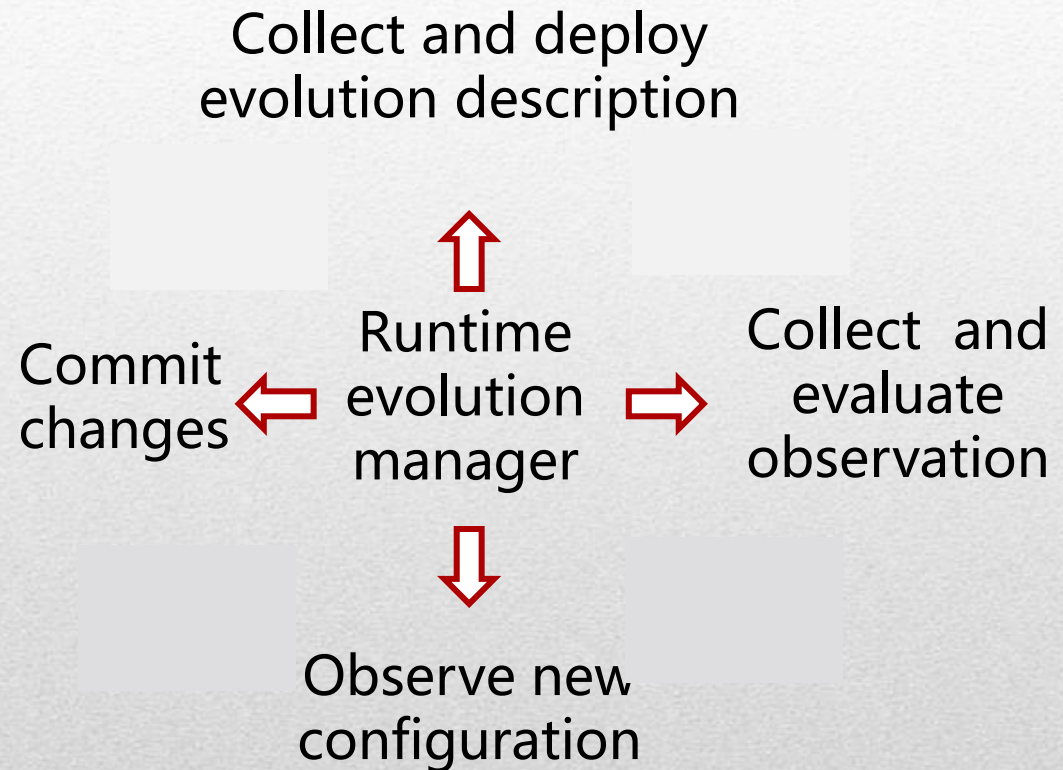 Collect and deploy
evolution description
Commit
changes
Runtime
evolution
manager
Collect and
evaluate
observation
Observe new
configuration